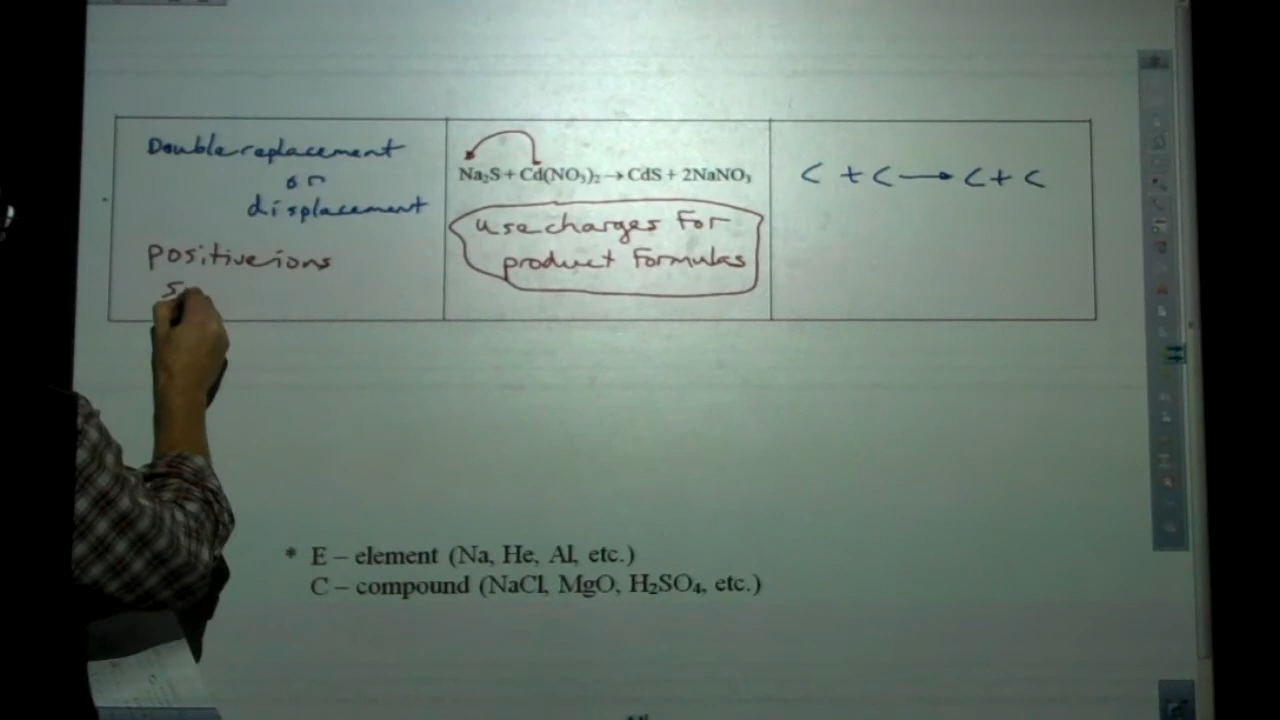 Double replacement
or
displacement
positive ions
S
Na₂S + Cd(NO₃)₂ → CdS + 2NaNO₃
use charges For
product Formulas
C + C → C + C
* E – element (Na, He, Al, etc.)
C – compound (NaCl, MgO, H₂SO₄, etc.)